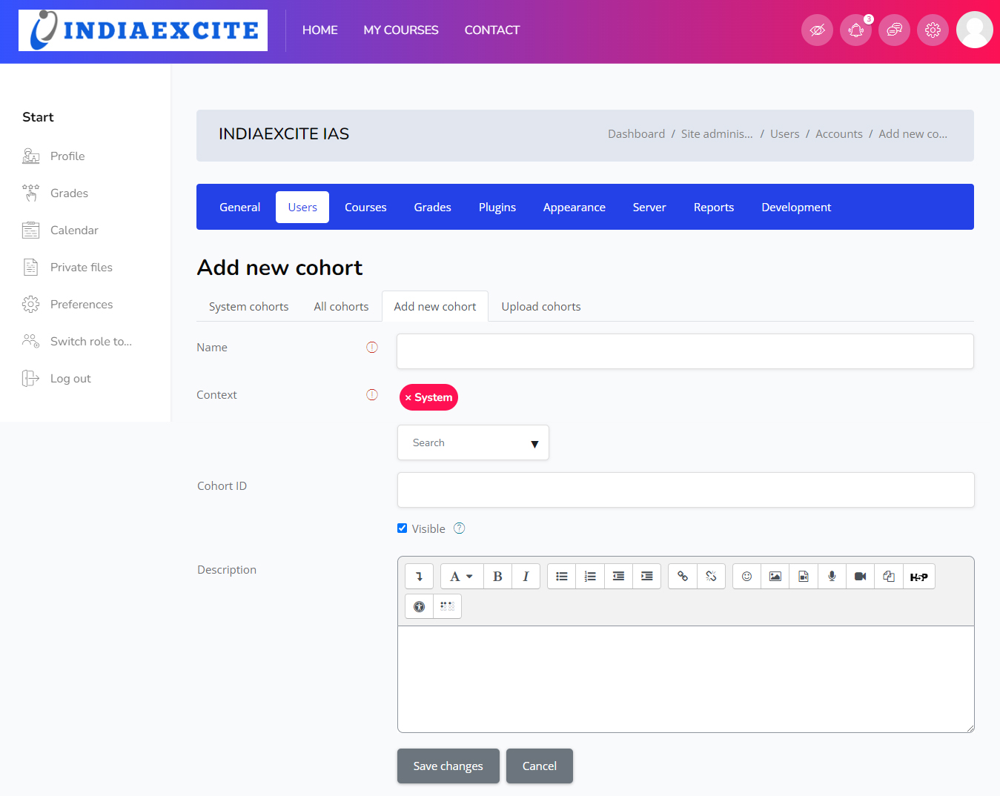 INDIAEXCITE HOME MY COURSES CONTACT 3
Start
Profile
Grades
Calendar
Private files
Preferences
Switch role to...
Log out
INDIAEXCITE IAS Dashboard / Site adminis... / Users / Accounts / Add new co...
General Users Courses Grades Plugins Appearance Server Reports Development
Add new cohort
System cohorts All cohorts Add new cohort Upload cohorts
Name
Context × System
Search ▼
Cohort ID
Visible ?
Description
A B I H5P
Save changes Cancel